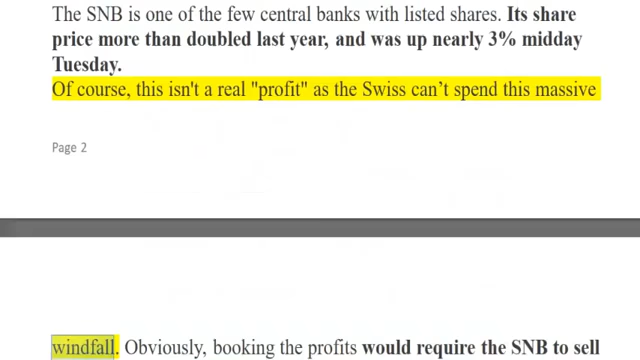 The SNB is one of the few central banks with listed shares. Its share
price more than doubled last year, and was up nearly 3% midday
Tuesday.
Of course, this isn't a real "profit" as the Swiss can’t spend this massive
Page 2
windfall. Obviously, booking the profits would require the SNB to sell